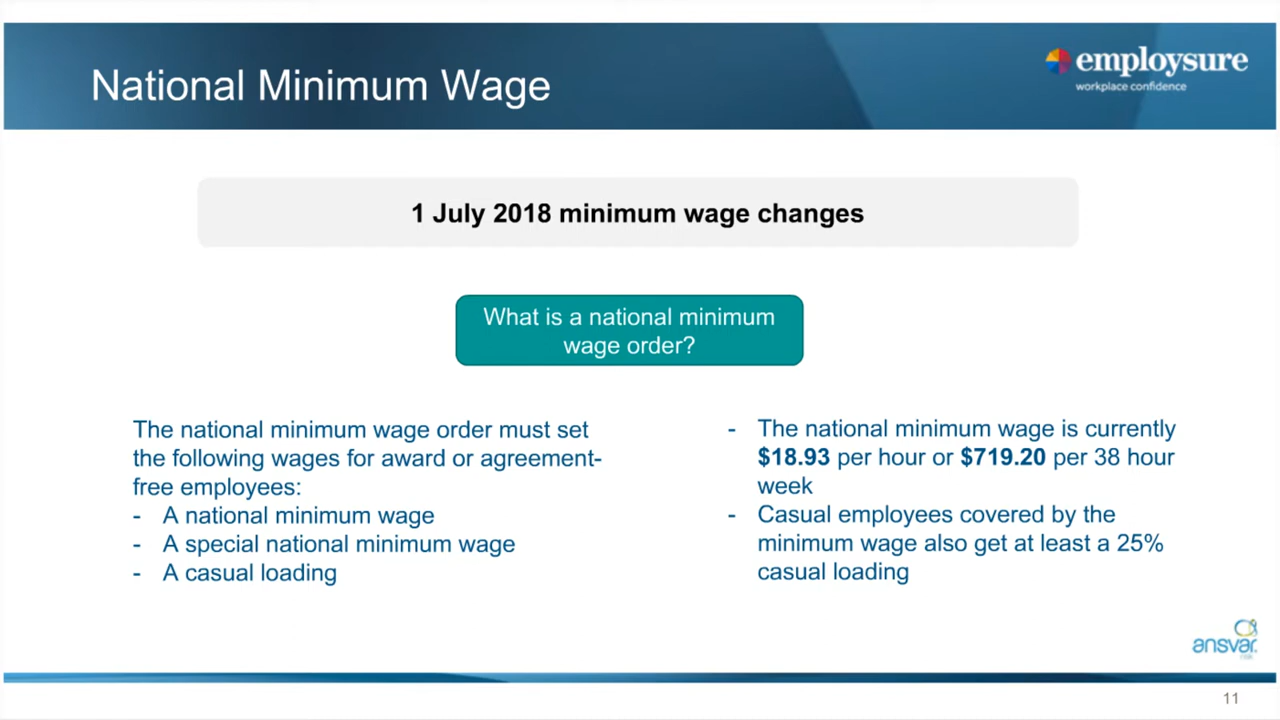 National Minimum Wage
employsure
workplace confidence
1 July 2018 minimum wage changes
What is a national minimum
wage order?
The national minimum wage order must set
the following wages for award or agreement-
free employees:
- A national minimum wage
- A special national minimum wage
- A casual loading
- The national minimum wage is currently
$18.93 per hour or $719.20 per 38 hour
week
- Casual employees covered by the
minimum wage also get at least a 25%
casual loading
ansvar
11